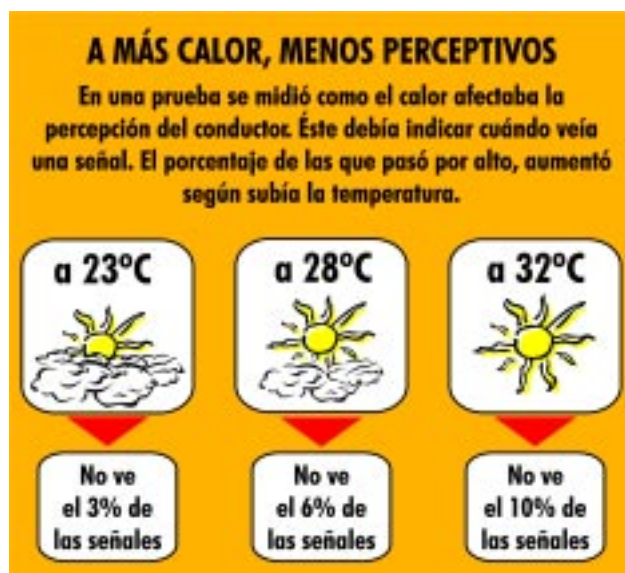 A MÁS CALOR, MENOS PERCEPTIVOS
En una prueba se midió como el calor afectaba la
percepción del conductor. Éste debía indicar cuándo veía
una señal. El porcentaje de las que pasó por alto, aumentó
según subía la temperatura.
a 23ºC
a 28ºC
a 32ºC
No ve
el 3% de
las señales
No ve
el 6% de
las señales
No ve
el 10% de
las señales